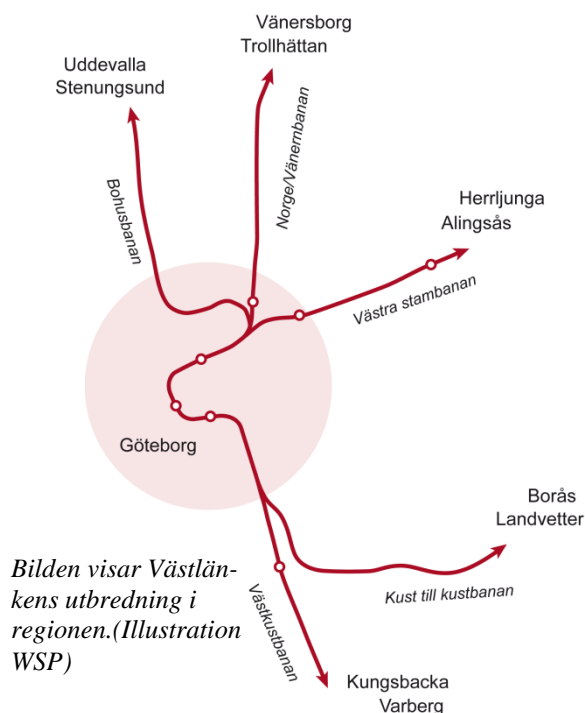 Vänersborg
Trollhättan
Uddevalla
Stenungsund
Bohusbanan
Norge/Vänernbanan
Herrljunga
Alingsås
Västra stambanan
Göteborg
Borås
Landvetter
Kust till kustbanan
Västkustbanan
Bilden visar Västlän-
kens utbredning i
regionen.(Illustration
WSP)
Kungsbacka
Varberg